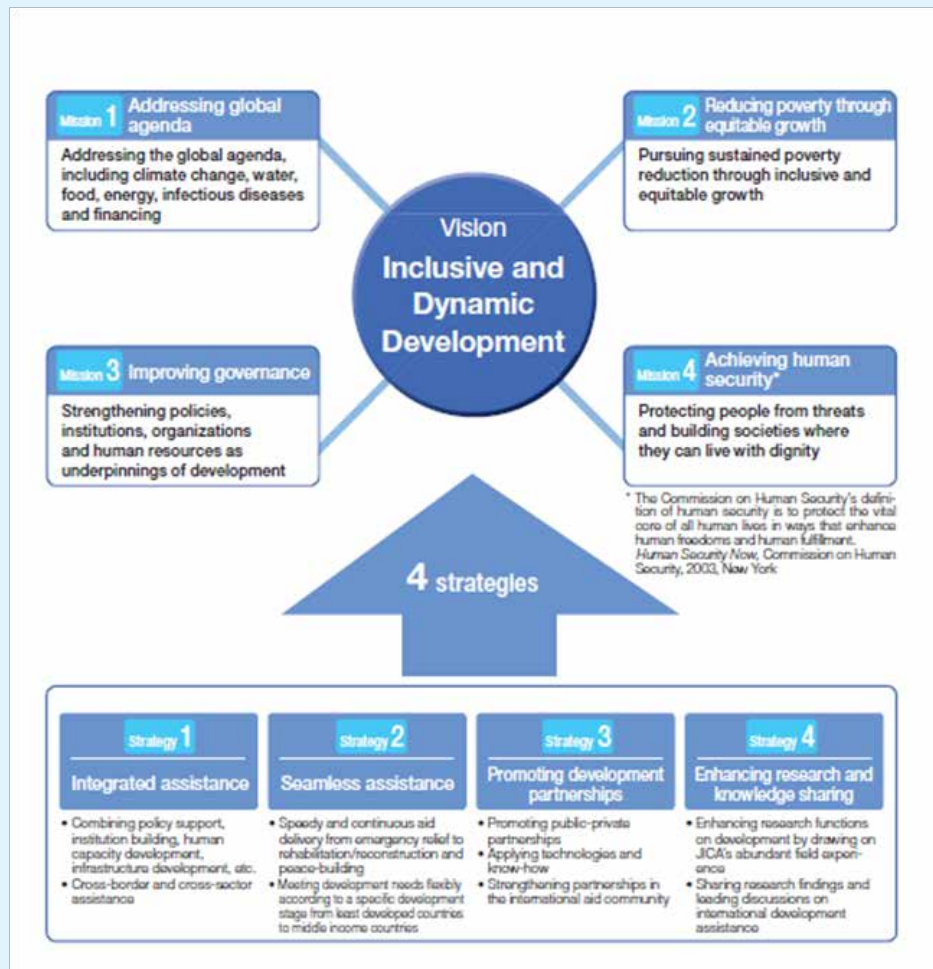 Mission 1 Addressing global
agenda
Addressing the global agenda,
including climate change, water,
food, energy, infectious diseases
and financing
Mission 2 Reducing poverty through
equitable growth
Pursuing sustained poverty
reduction through inclusive and
equitable growth
Vision
Inclusive and
Dynamic
Development
Mission 3 Improving governance
Strengthening policies,
institutions, organizations
and human resources as
underpinnings of development
Mission 4 Achieving human
security*
Protecting people from threats
and building societies where
they can live with dignity
* The Commission on Human Security's defini-
tion of human security is to protect the vital
core of all human lives in ways that enhance
human freedoms and human fulfillment.
Human Security Now, Commission on Human
Security, 2003, New York
4 strategies
Strategy 1
Integrated assistance
• Combining policy support,
institution building, human
capacity development,
infrastructure development, etc.
• Cross-border and cross-sector
assistance
Strategy 2
Seamless assistance
• Speedy and continuous aid
delivery from emergency relief to
rehabilitation/reconstruction and
peace-building
• Meeting development needs flexibly
according to a specific development
stage from least developed countries
to middle income countries
Strategy 3
Promoting development
partnerships
• Promoting public-private
partnerships
• Applying technologies and
know-how
• Strengthening partnerships in
the international aid community
Strategy 4
Enhancing research and
knowledge sharing
• Enhancing research functions
on development by drawing on
JICA's abundant field experi-
ence
• Sharing research findings and
leading discussions on
international development
assistance